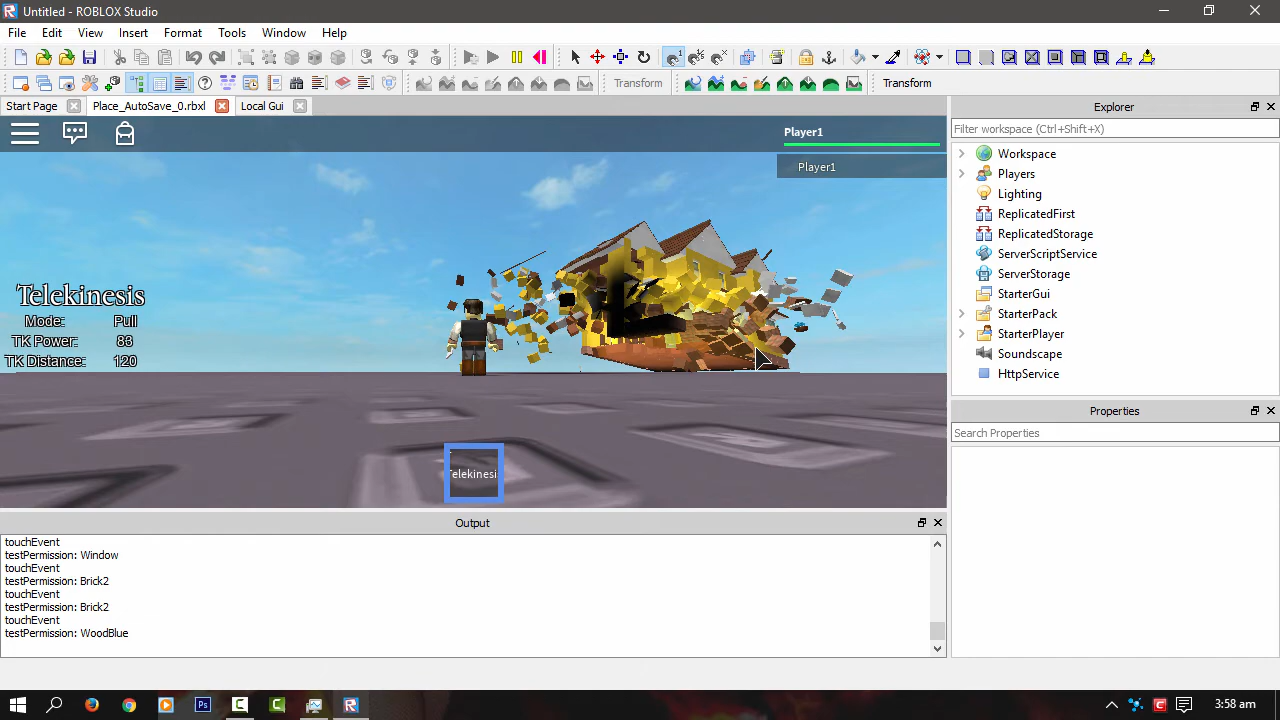 Untitled - ROBLOX Studio
File Edit View Insert Format Tools Window Help
Transform Transform
Start Page Place_AutoSave_0.rbxl Local Gui
Explorer
Filter workspace (Ctrl+Shift+X)
Workspace
Players
Lighting
ReplicatedFirst
ReplicatedStorage
ServerScriptService
ServerStorage
StarterGui
StarterPack
StarterPlayer
Soundscape
HttpService
Properties
Search Properties
Player1
Player1
Telekinesis
Mode: Pull
TK Power: 83
TK Distance: 120
Telekinesi
Output
touchEvent
testPermission: Window
touchEvent
testPermission: Brick2
touchEvent
testPermission: Brick2
touchEvent
testPermission: WoodBlue
3:58 am